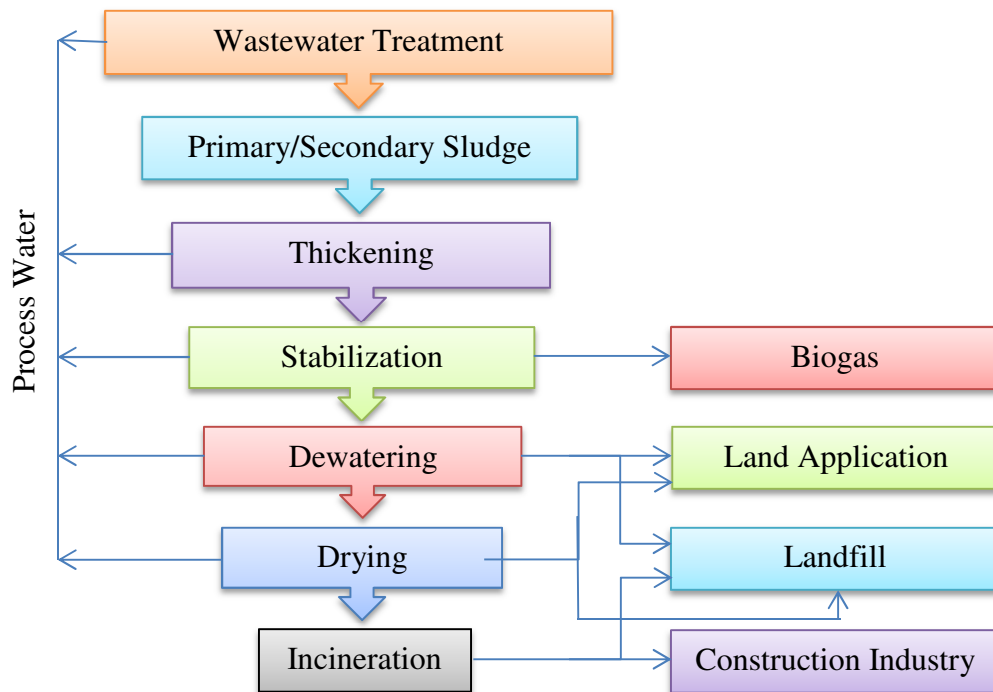 Wastewater Treatment
Primary/Secondary Sludge
Process Water
Thickening
Stabilization
Biogas
Dewatering
Land Application
Drying
Landfill
Incineration
Construction Industry